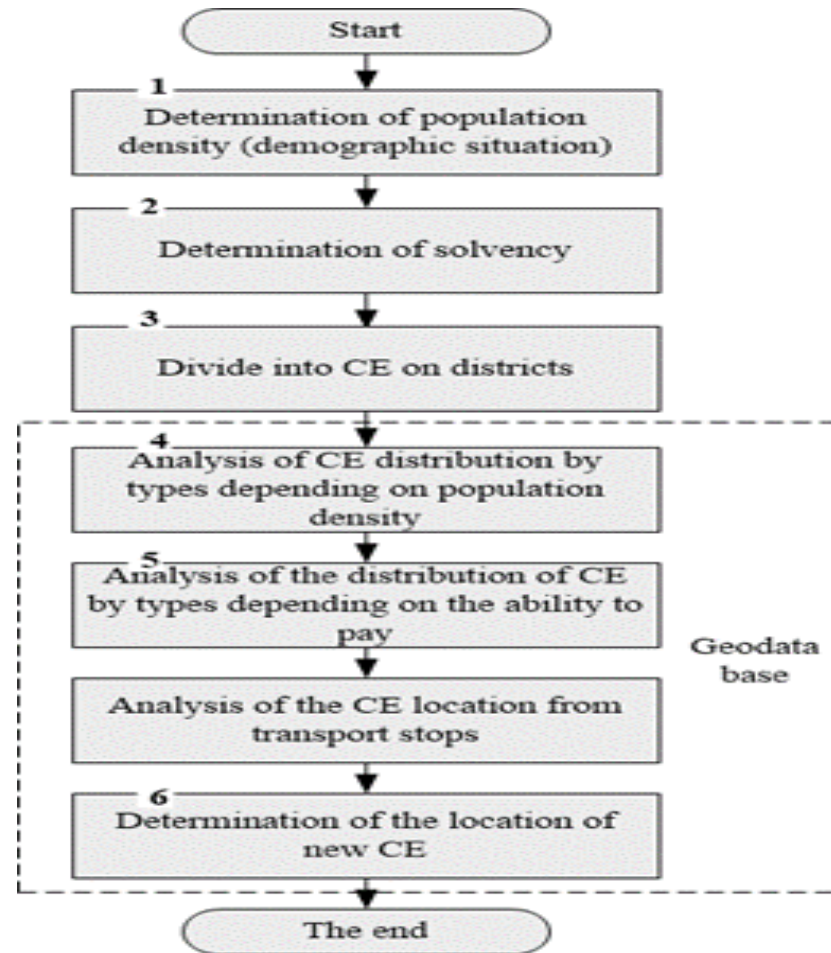 Start
1
Determination of population
density (demographic situation)
2
Determination of solvency
3
Divide into CE on districts
4
Analysis of CE distribution by
types depending on population
density
5
Analysis of the distribution of CE
by types depending on the ability to
pay
Geodata
base
Analysis of the CE location from
transport stops
6
Determination of the location of
new CE
The end